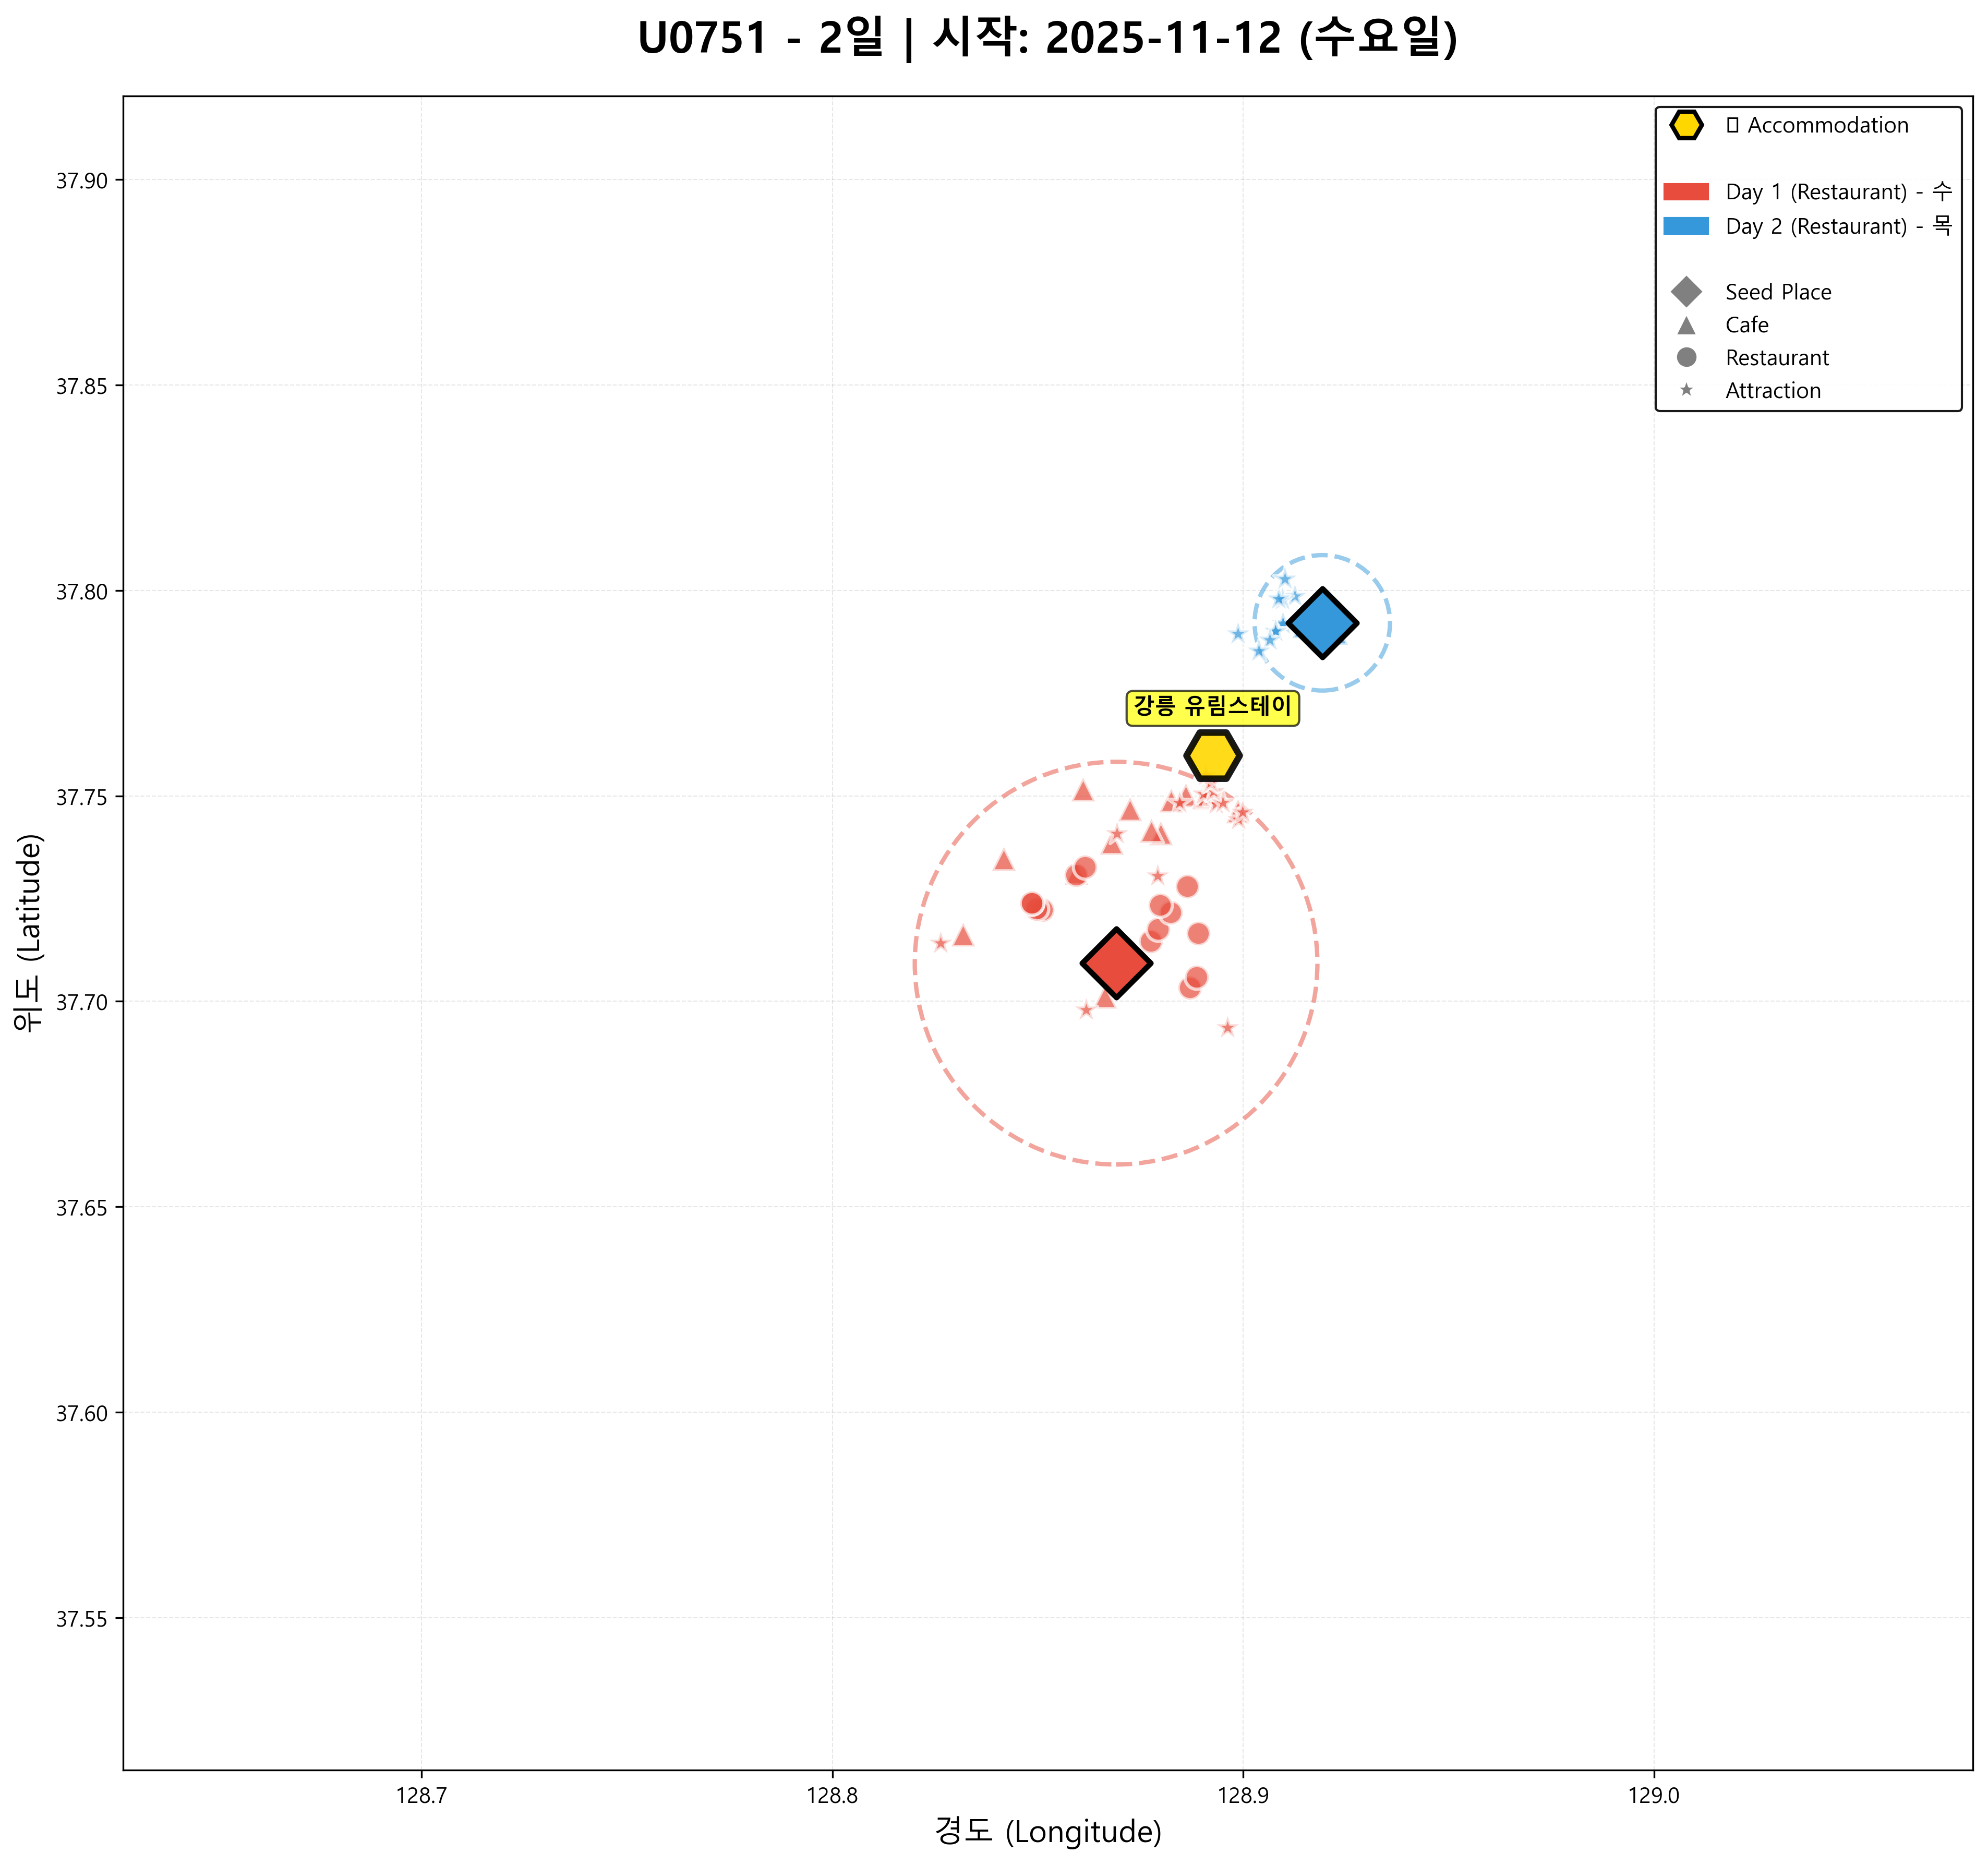 U0751 - 2일 | 시작: 2025-11-12 (수요일)
▯ Accommodation
Day 1 (Restaurant) - 수
Day 2 (Restaurant) - 목
Seed Place
Cafe
Restaurant
Attraction
37.90
37.85
37.80
37.75
37.70
37.65
37.60
37.55
위도 (Latitude)
강릉 유림스테이
128.7
128.8
128.9
129.0
경도 (Longitude)